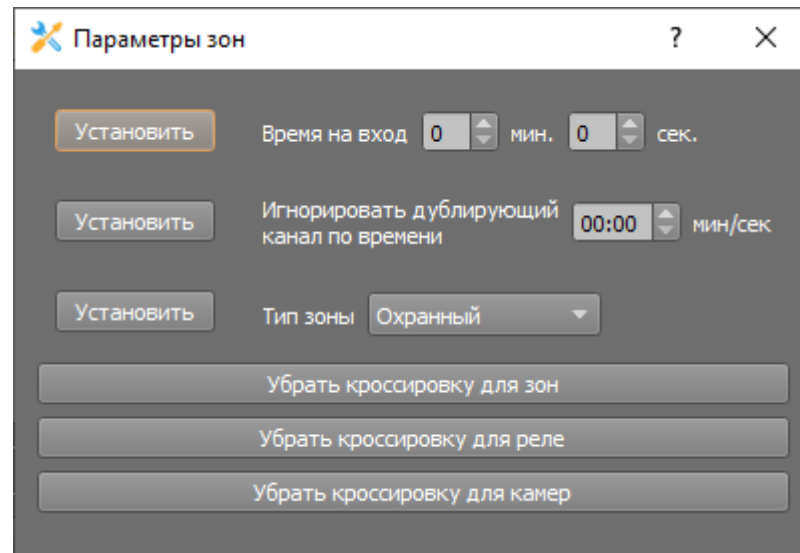 Параметры зон ?
Установить Время на вход 0 мин. 0 сек.
Установить Игнорировать дублирующий
канал по времени 00:00 мин/сек
Установить Тип зоны Охранный
Убрать кроссировку для зон
Убрать кроссировку для реле
Убрать кроссировку для камер